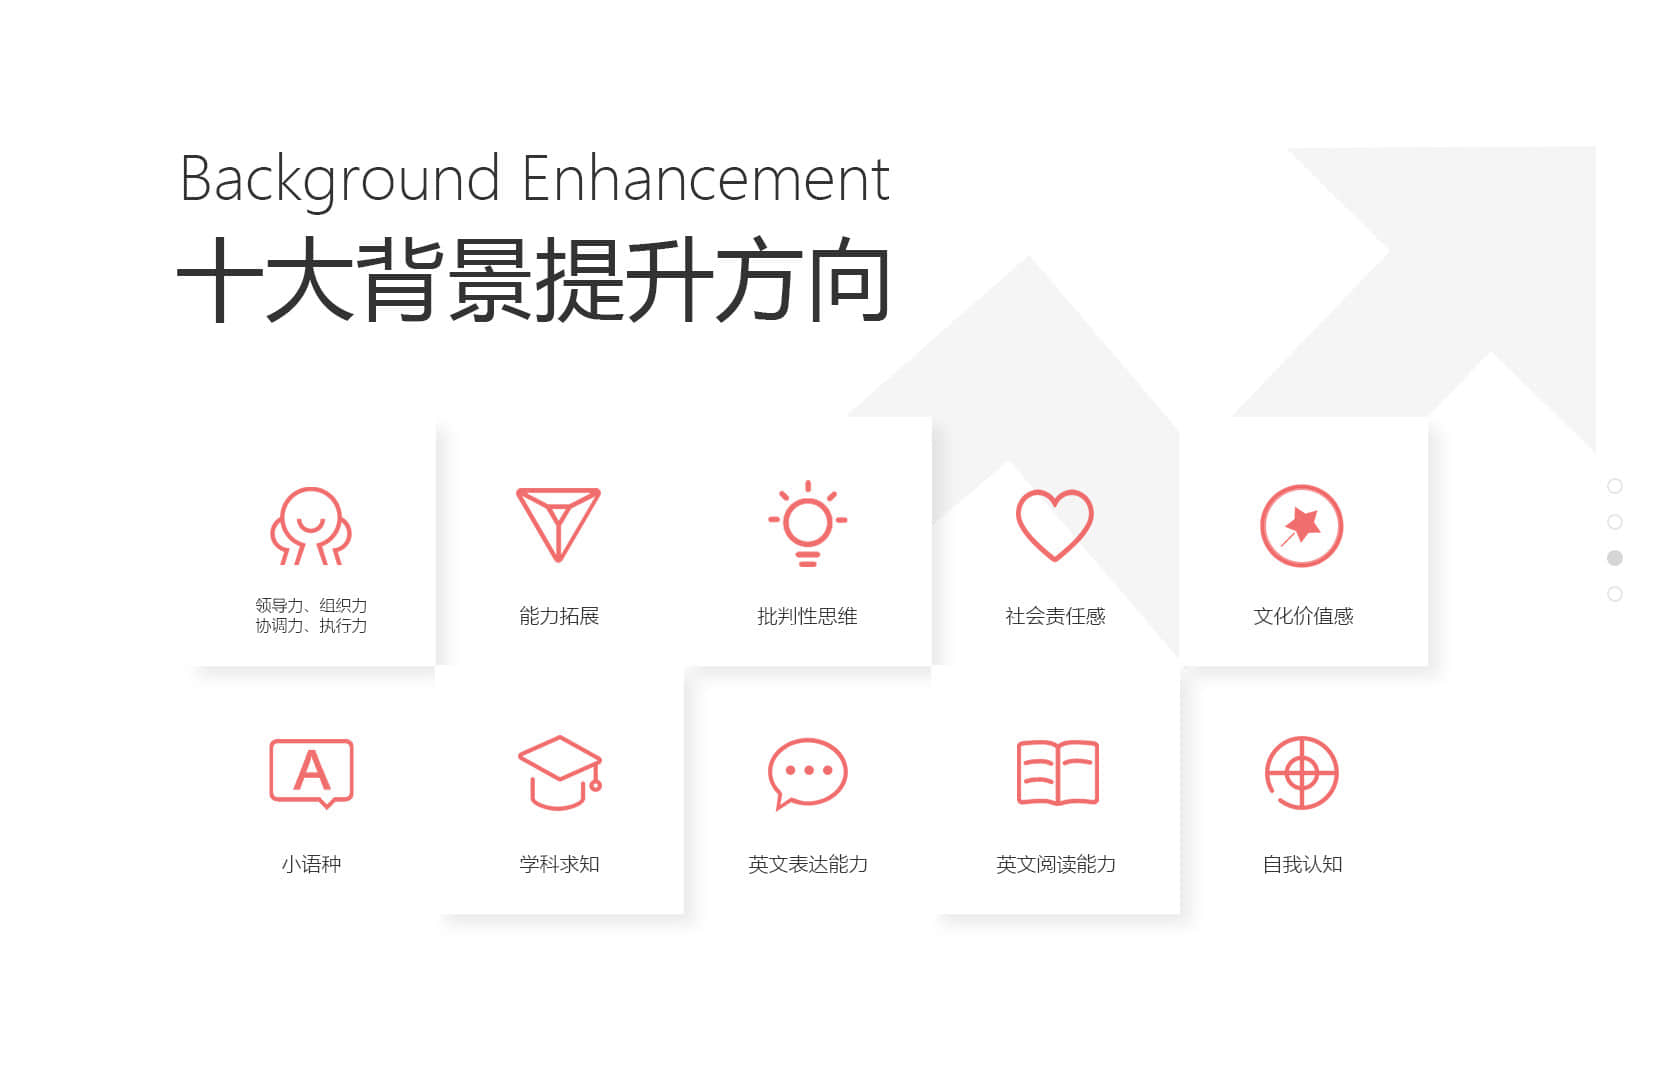 Background Enhancement
十大背景提升方向
领导力、组织力
协调力、执行力
能力拓展
批判性思维
社会责任感
文化价值感
A
小语种
学科求知
英文表达能力
英文阅读能力
自我认知